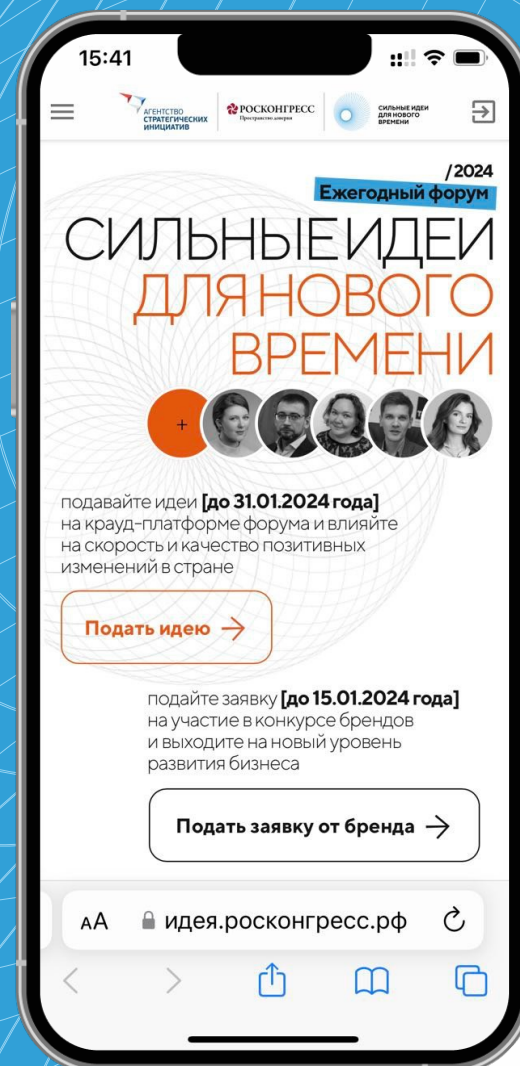 15:41
АГЕНТСТВО
СТРАТЕГИЧЕСКИХ
ИНИЦИАТИВ
РОСКОНГРЕСС
Пространство доверия
СИЛЬНЫЕ ИДЕИ
ДЛЯ НОВОГО
ВРЕМЕНИ
/2024
Ежегодный форум
СИЛЬНЫЕ ИДЕИ
ДЛЯ НОВОГО
ВРЕМЕНИ
+
подавайте идеи [до 31.01.2024 года]
на крауд-платформе форума и влияйте
на скорость и качество позитивных
изменений в стране
Подать идею →
подайте заявку [до 15.01.2024 года]
на участие в конкурсе брендов
и выходите на новый уровень
развития бизнеса
Подать заявку от бренда →
АА идея.росконгресс.рф